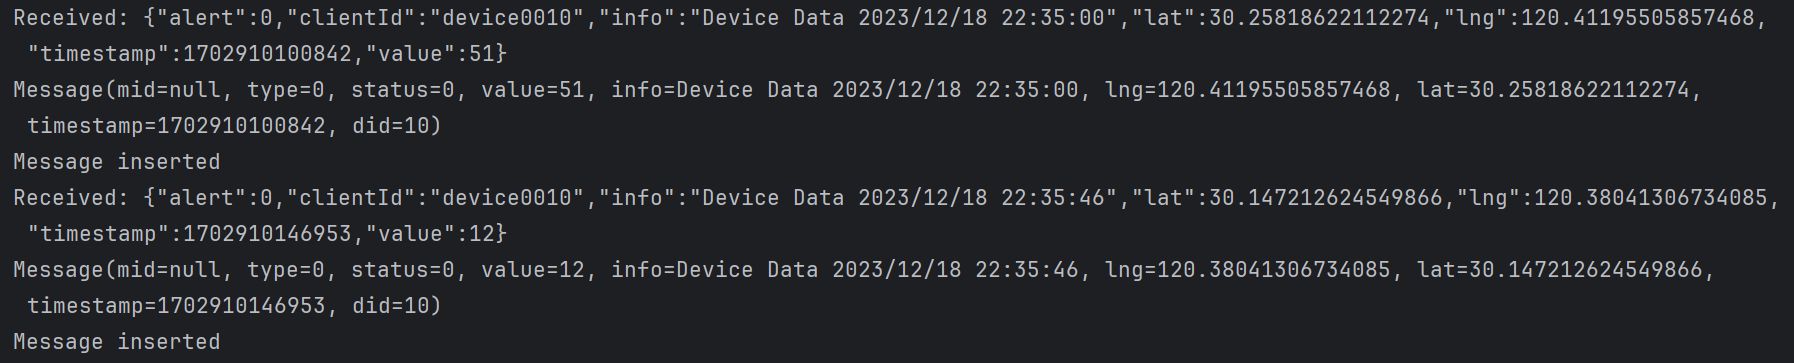 Received: {"alert":0,"clientId":"device0010","info":"Device Data 2023/12/18 22:35:00","lat":30.25818622112274,"lng":120.41195505857468,
"timestamp":1702910100842,"value":51}
Message(mid=null, type=0, status=0, value=51, info=Device Data 2023/12/18 22:35:00, lng=120.41195505857468, lat=30.25818622112274,
timestamp=1702910100842, did=10)
Message inserted
Received: {"alert":0,"clientId":"device0010","info":"Device Data 2023/12/18 22:35:46","lat":30.147212624549866,"lng":120.38041306734085,
"timestamp":1702910146953,"value":12}
Message(mid=null, type=0, status=0, value=12, info=Device Data 2023/12/18 22:35:46, lng=120.38041306734085, lat=30.147212624549866,
timestamp=1702910146953, did=10)
Message inserted